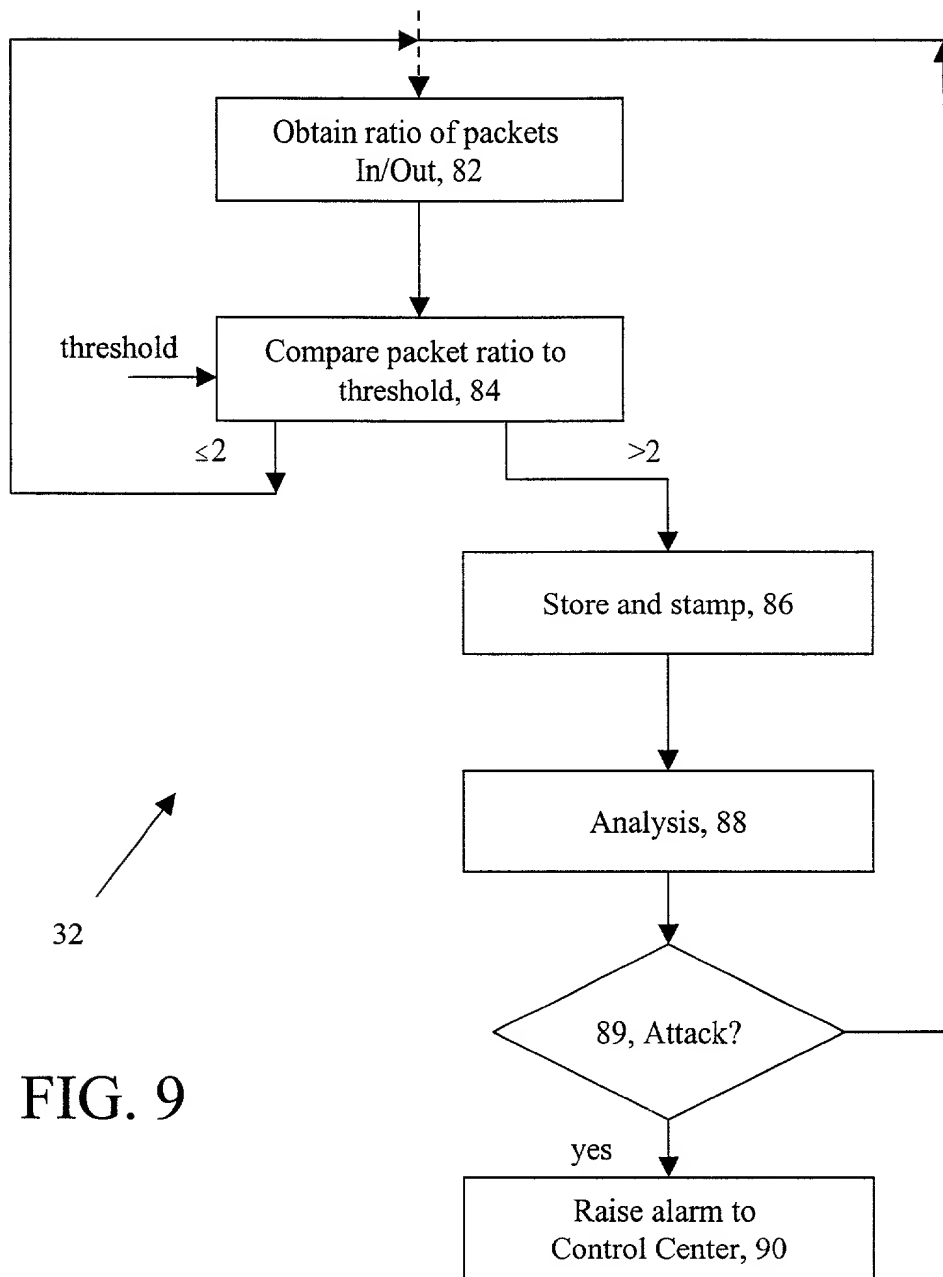 Obtain ratio of packets
In/Out, 82
threshold
Compare packet ratio to
threshold, 84
≤2
>2
Store and stamp, 86
Analysis, 88
32
89, Attack?
FIG. 9
yes
Raise alarm to
Control Center, 90